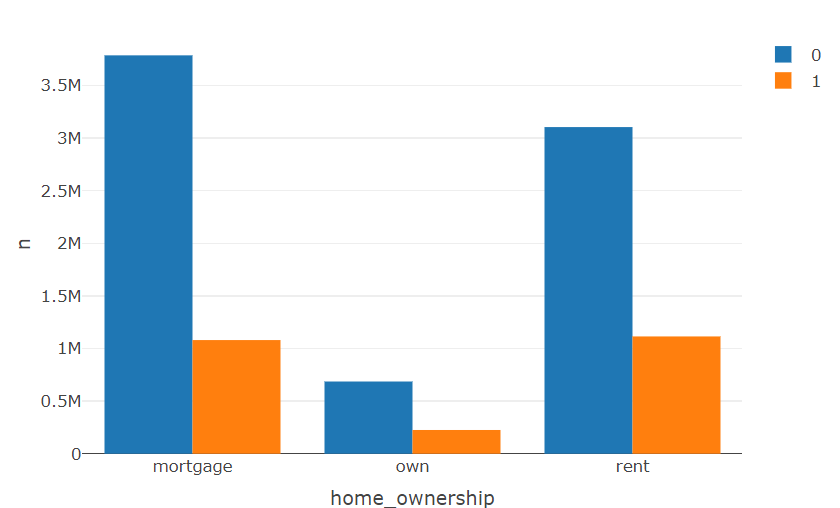 0
1
3.5M
3M
2.5M
2M
1.5M
1M
0.5M
0
n
mortgage own rent
home_ownership